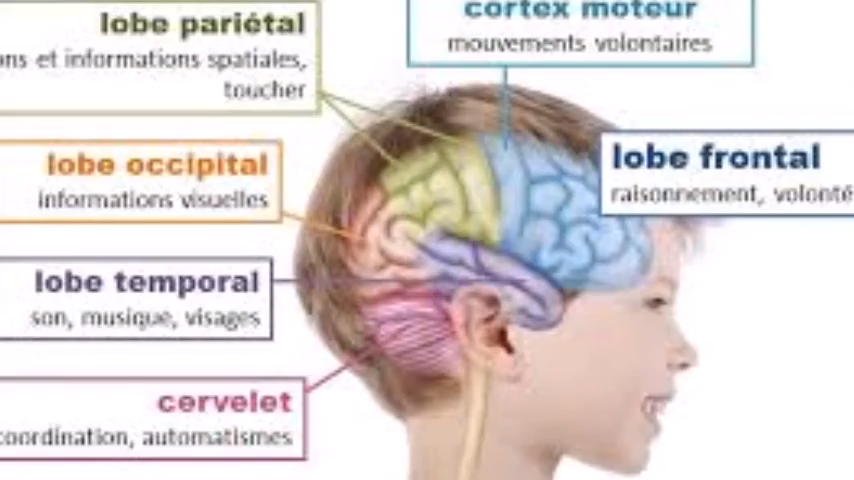 lobe pariétal
et informations spatiales,
toucher
cortex moteur
mouvements volontaires
lobe occipital
informations visuelles
lobe frontal
raisonnement, volonté
lobe temporal
son, musique, visages
cervelet
coordination, automatismes